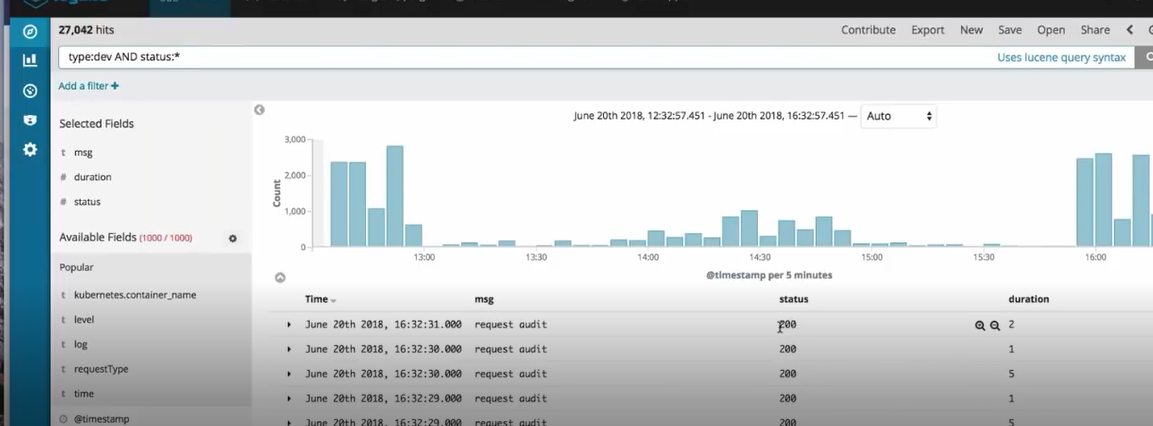 27,042 hits
Contribute Export New Save Open Share
type:dev AND status:*
Uses lucene query syntax
Add a filter +
Selected Fields
t msg
# duration
# status
Available Fields (1000 / 1000)
Popular
t kubernetes.container_name
t level
t log
t requestType
t time
@timestamp
June 20th 2018, 12:32:57.451 - June 20th 2018, 16:32:57.451 — Auto
Count
3,000
2,000
1,000
0
13:00 13:30 14:00 14:30 15:00 15:30 16:00
@timestamp per 5 minutes
Time msg status duration
June 20th 2018, 16:32:31.000 request audit 200 2
June 20th 2018, 16:32:30.000 request audit 200 1
June 20th 2018, 16:32:30.000 request audit 200 5
June 20th 2018, 16:32:29.000 request audit 200 1
June 20th 2018, 16:32:29.000 request audit 200 5